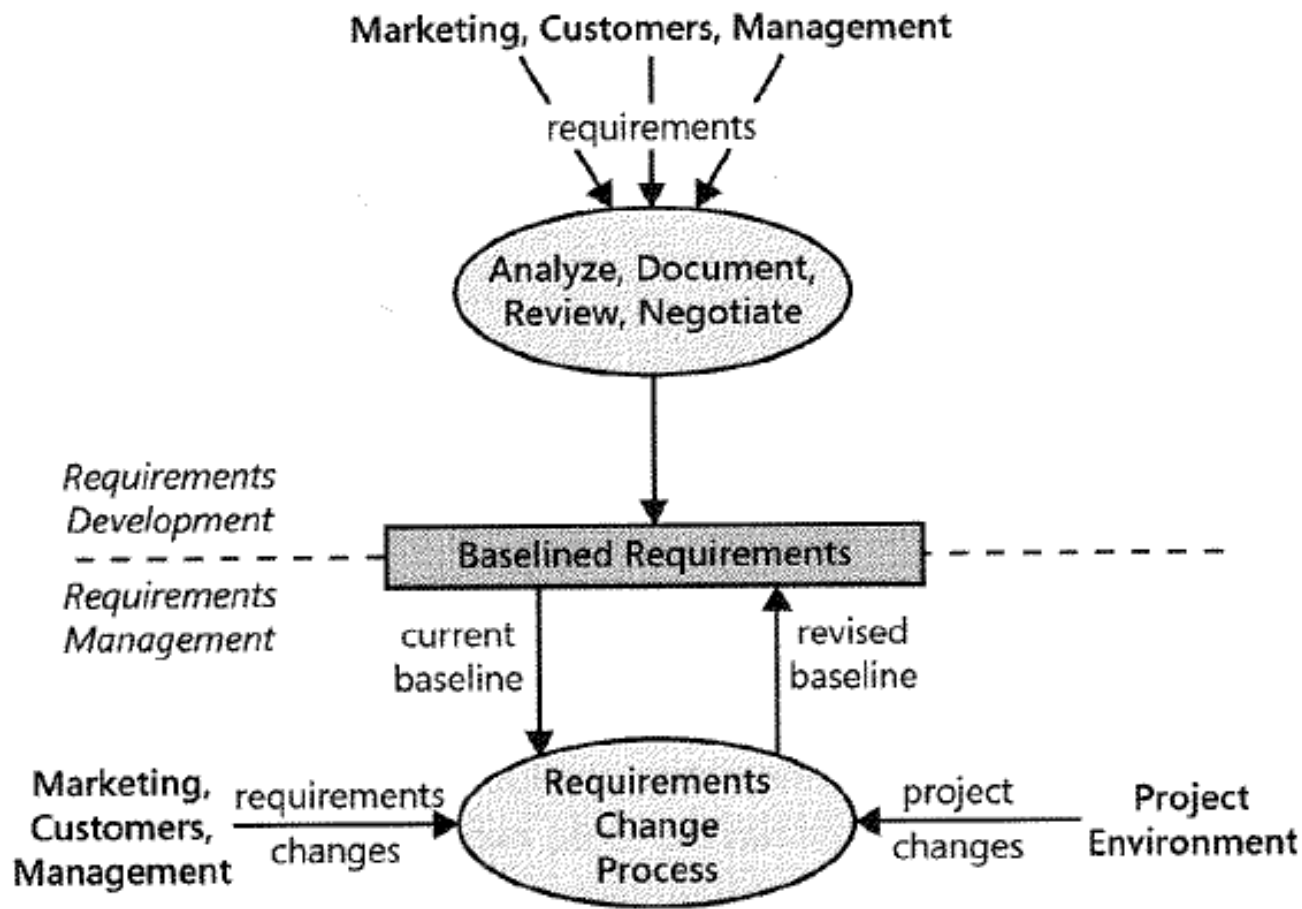 Marketing, Customers, Management
requirements
Analyze, Document,
Review, Negotiate
Requirements
Development
Baselined Requirements
Requirements
Management
current
baseline
revised
baseline
Marketing,
Customers,
Management
requirements
changes
Requirements
Change
Process
project
changes
Project
Environment